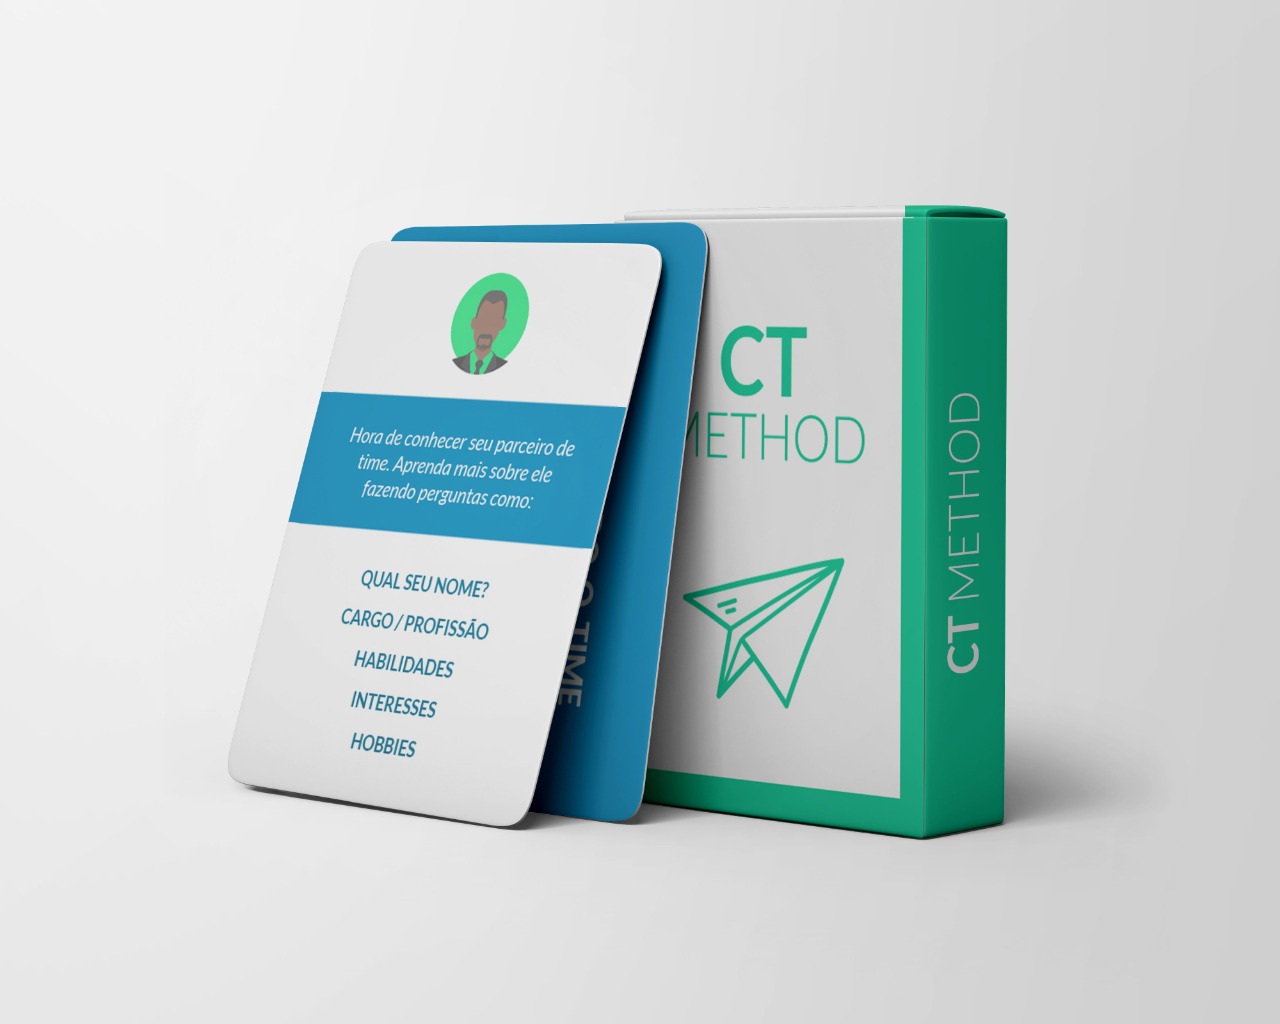 Hora de conhecer seu parceiro de
time. Aprenda mais sobre ele
fazendo perguntas como:
QUAL SEU NOME?
CARGO / PROFISSÃO
HABILIDADES
INTERESSES
HOBBIES
O TIME
CT
METHOD
CT METHOD